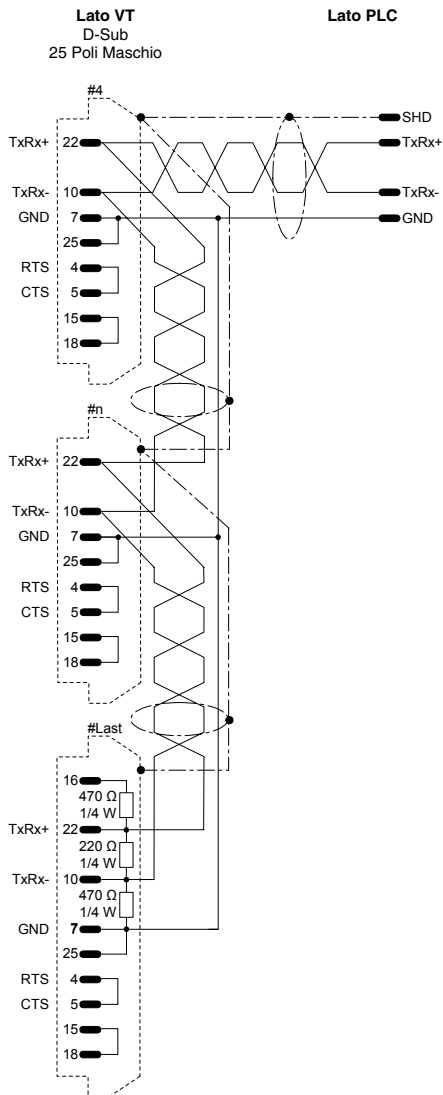 Lato VT
D-Sub
25 Poli Maschio
Lato PLC
#4
SHD
TxRx+ 22
TxRx+
TxRx- 10
TxRx-
GND 7
GND
25
RTS 4
CTS 5
15
18
#n
TxRx+ 22
TxRx- 10
GND 7
25
RTS 4
CTS 5
15
18
#Last
16
470 Ω
1/4 W
TxRx+ 22
220 Ω
1/4 W
TxRx- 10
470 Ω
1/4 W
GND 7
25
RTS 4
CTS 5
15
18